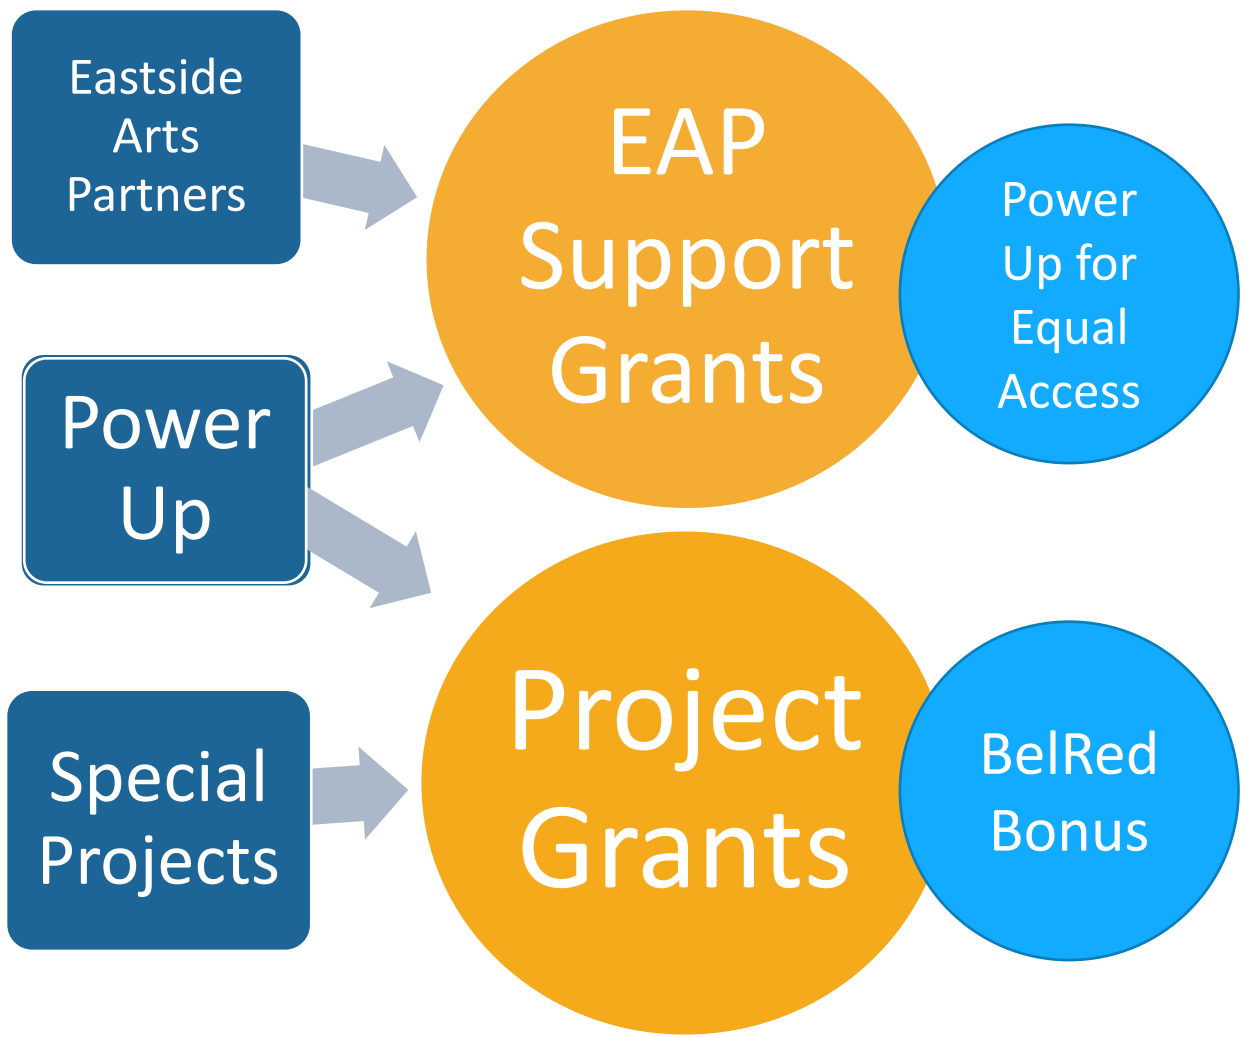 Eastside
Arts
Partners
Power
Up
Special
Projects
EAP
Support
Grants
Power
Up for
Equal
Access
Project
Grants
BelRed
Bonus